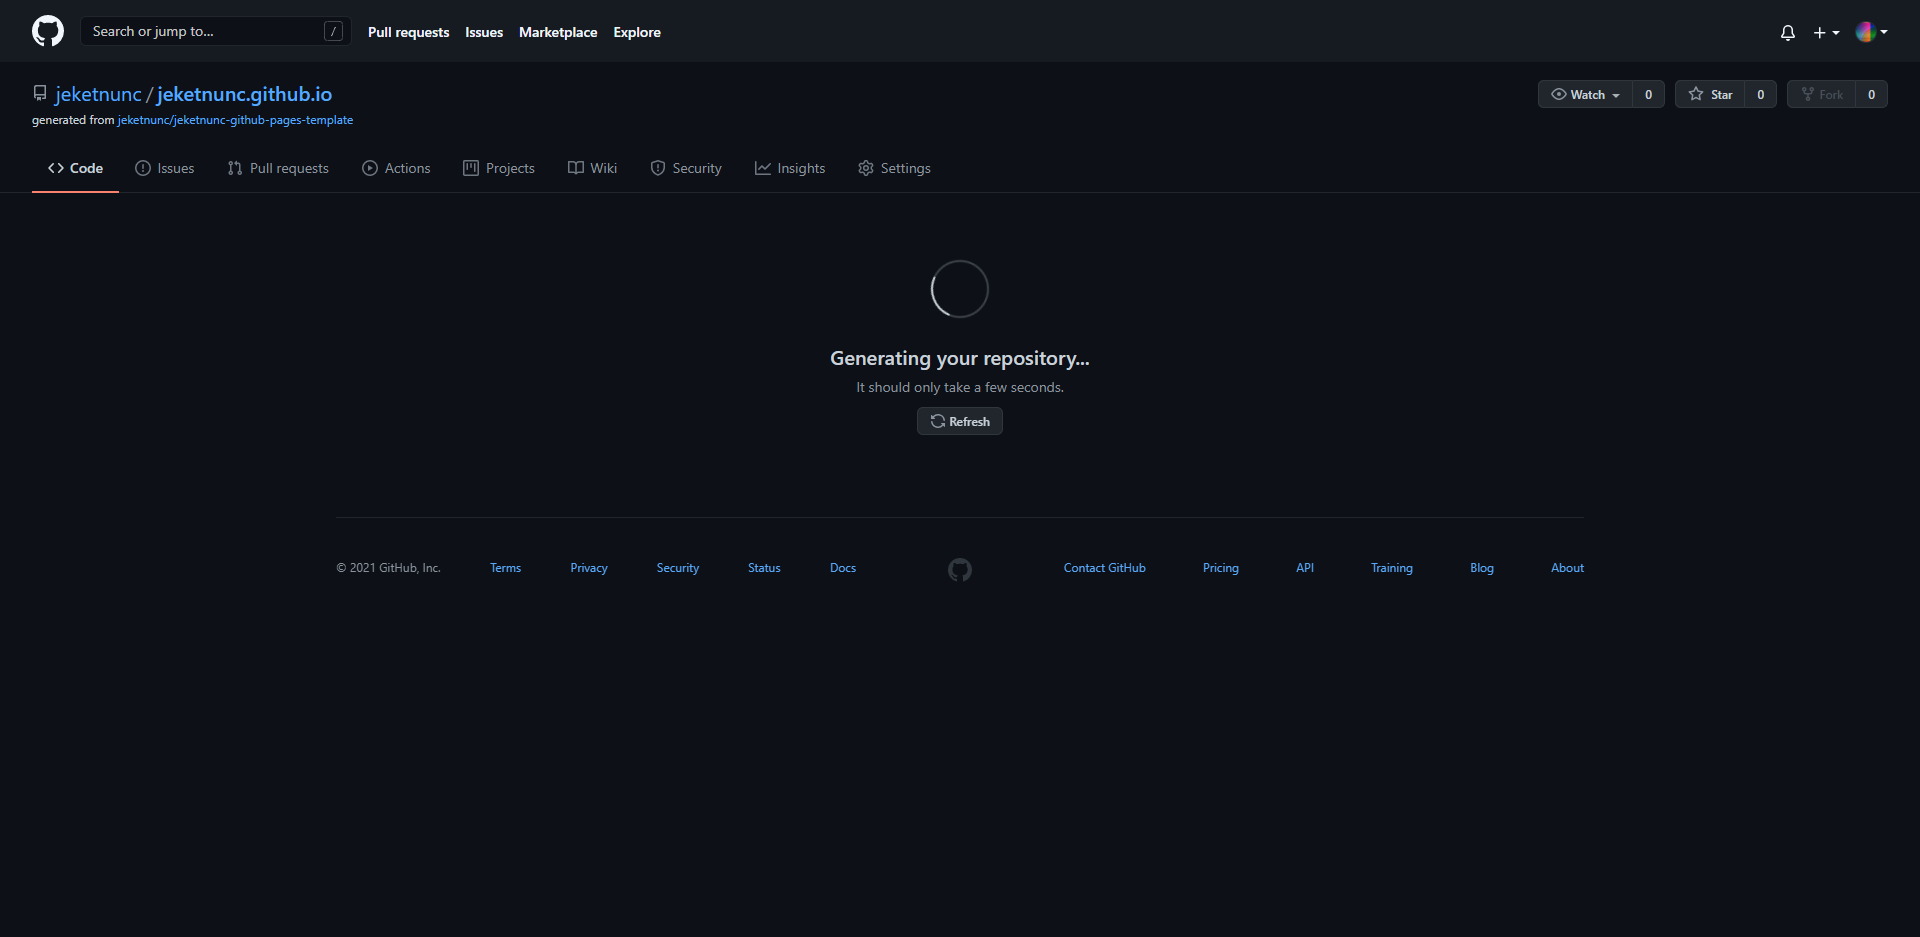 Search or jump to... / Pull requests Issues Marketplace Explore
jeketnunc / jeketnunc.github.io Watch 0 Star 0 Fork 0
generated from jeketnunc/jeketnunc-github-pages-template
Code Issues Pull requests Actions Projects Wiki Security Insights Settings
Generating your repository...
It should only take a few seconds.
Refresh
© 2021 GitHub, Inc. Terms Privacy Security Status Docs Contact GitHub Pricing API Training Blog About